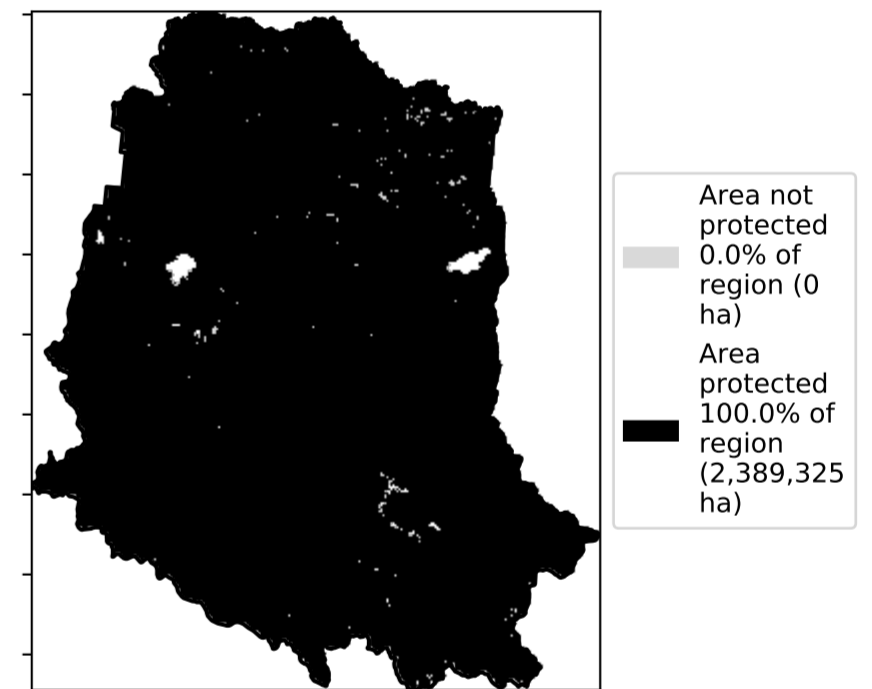 Area not
protected
0.0% of
region (0
ha)
Area
protected
100.0% of
region
(2,389,325
ha)